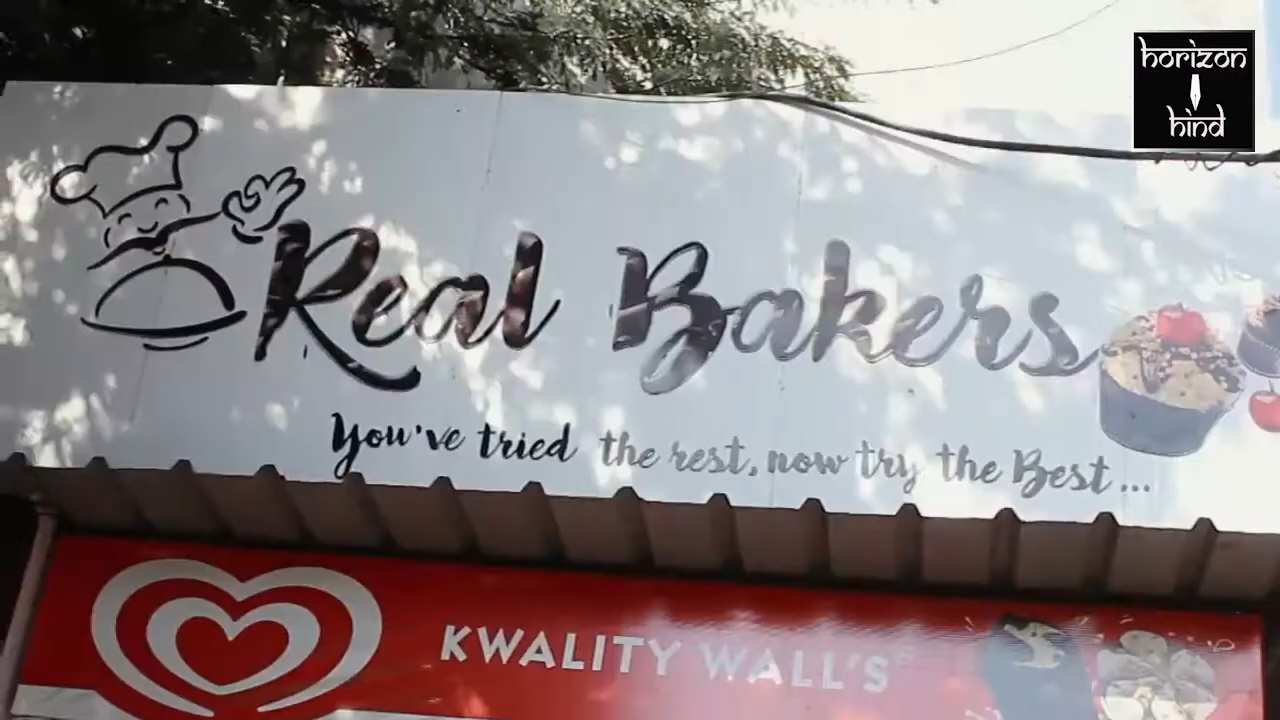 horizon
hind
Real Bakers
You've tried the rest, now try the Best...
KWALITY WALL'S